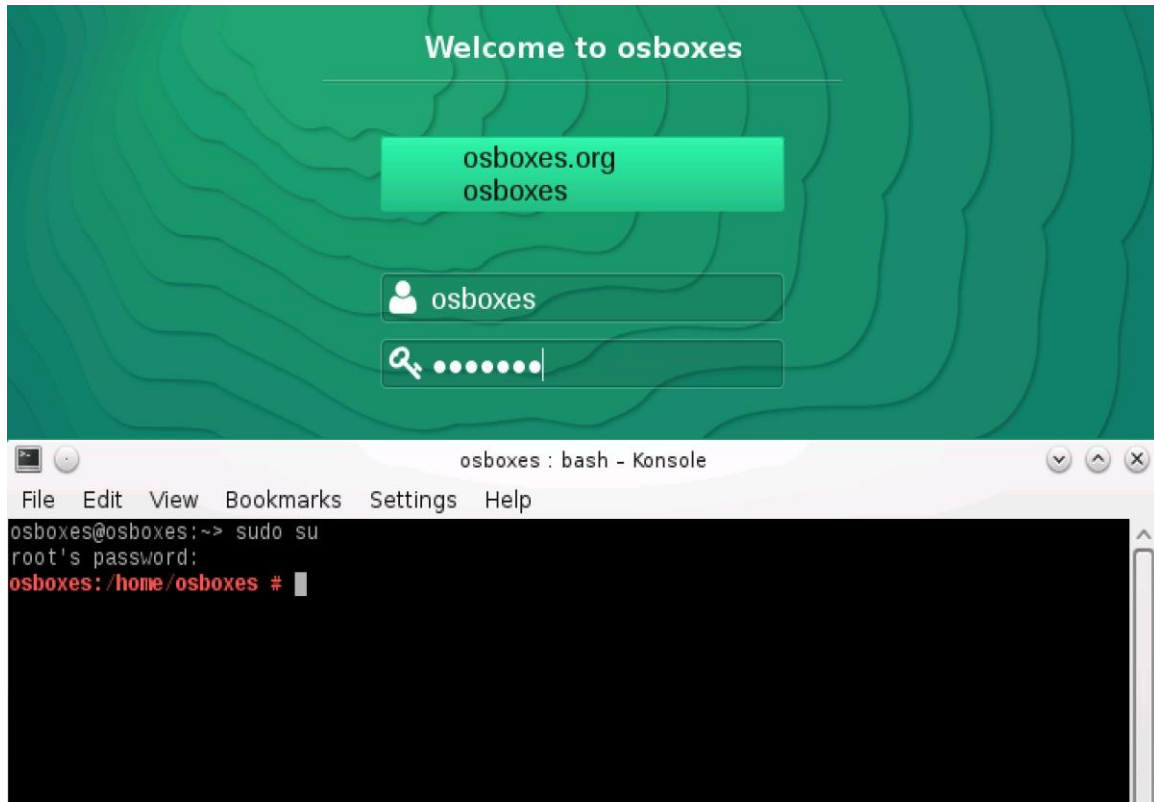 Welcome to osboxes
osboxes.org
osboxes
osboxes
•••••••
osboxes : bash – Konsole
File Edit View Bookmarks Settings Help
osboxes@osboxes:~> sudo su
root's password:
osboxes:/home/osboxes #